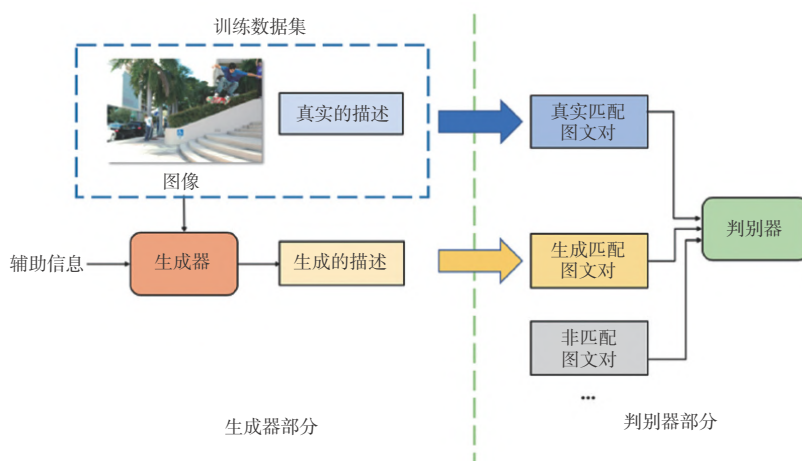 训练数据集
真实的描述
图像
辅助信息
生成器
生成的描述
真实匹配
图文对
生成匹配
图文对
非匹配
图文对
...
判别器
生成器部分
判别器部分